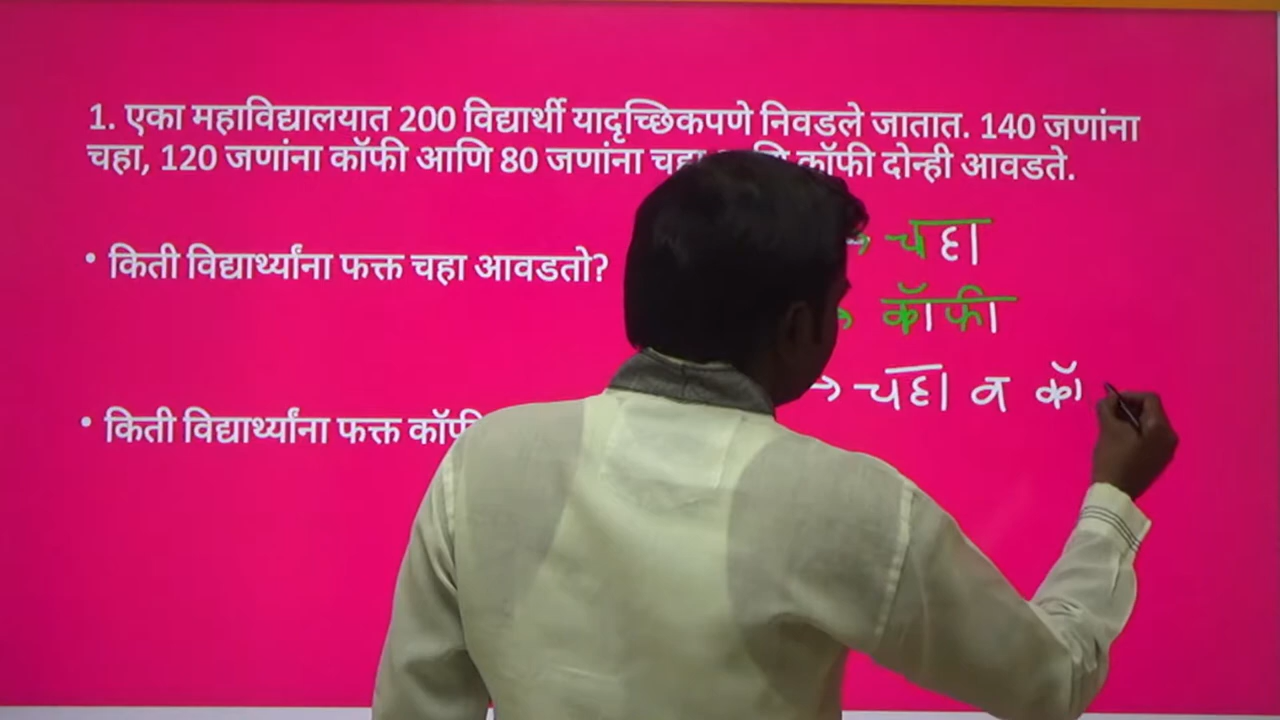 1. एका महाविद्यालयात 200 विद्यार्थी यादृच्छिकपणे निवडले जातात. 140 जणांना
चहा, 120 जणांना कॉफी आणि 80 जणांना कॉफी दोन्ही आवडते.
→ चहा
• किती विद्यार्थ्यांना फक्त चहा आवडतो?
कॉफी
→ चहा व कॉ
• किती विद्यार्थ्यांना फक्त